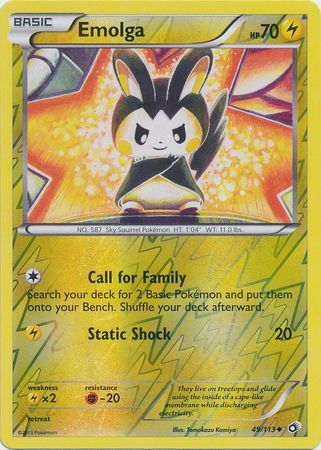 BASIC
Emolga
HP70
NO. 587 Sky Squirrel Pokémon HT: 1'04" WT: 11.0 lbs.
Call for Family
Search your deck for 2 Basic Pokémon and put them
onto your Bench. Shuffle your deck afterward.
Static Shock 20
weakness resistance
×2 -20
retreat
They live on treetops and glide
using the inside of a cape-like
membrane while discharging
electricity.
Illus. Tomokazu Komiya 49/113
©2013 Pokémon